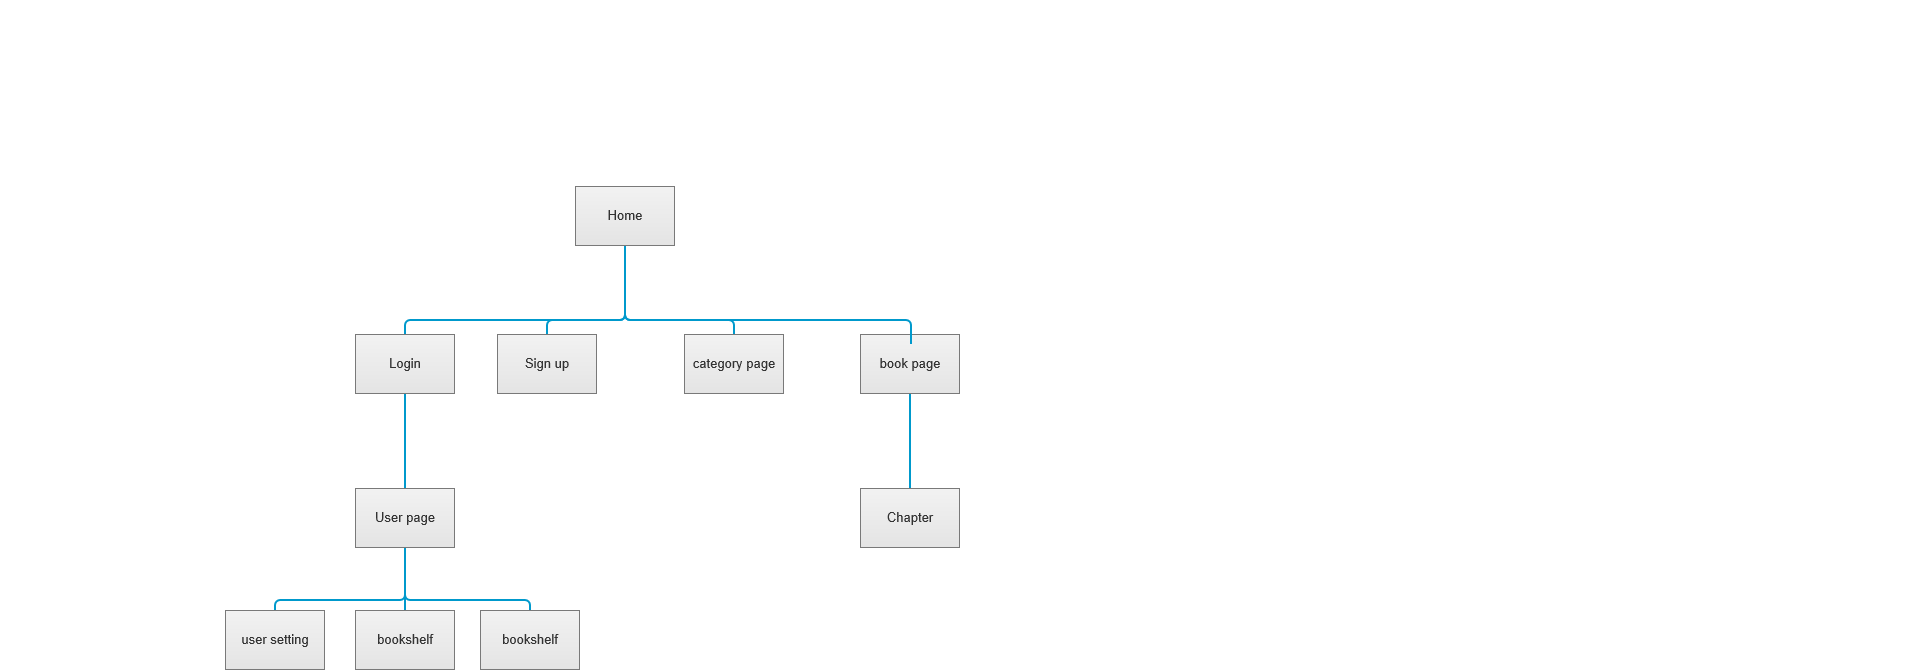 Home
Login
Sign up
category page
book page
User page
Chapter
user setting
bookshelf
bookshelf